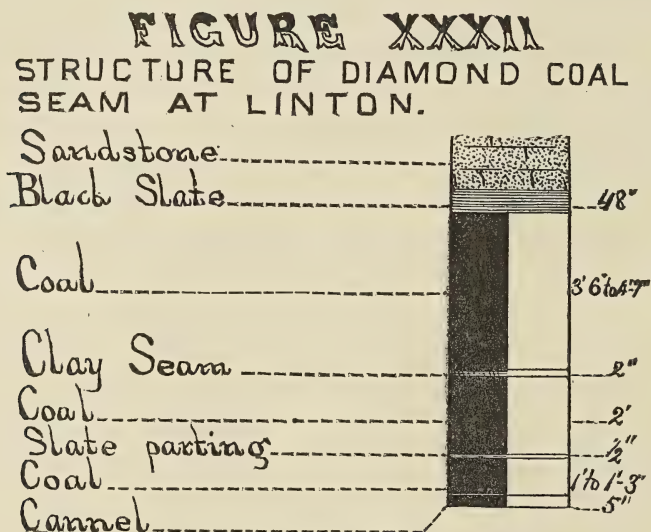 FIGURE XXXII
STRUCTURE OF DIAMOND COAL
SEAM AT LINTON.
Sandstone
Black Slate 48"
Coal 3' 6" to 4'-7"
Clay Seam 2"
Coal 2'
Slate parting ½"
Coal 1' to 1'-3"
Cannel 5"